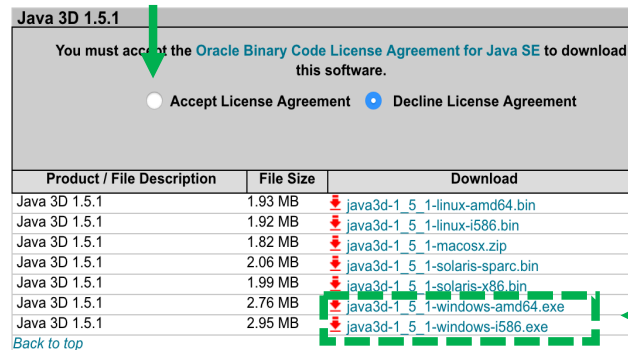 Java 3D 1.5.1
You must accept the Oracle Binary Code License Agreement for Java SE to download
this software.
Accept License Agreement Decline License Agreement
Product / File Description File Size Download
Java 3D 1.5.1 1.93 MB java3d-1_5_1-linux-amd64.bin
Java 3D 1.5.1 1.92 MB java3d-1_5_1-linux-i586.bin
Java 3D 1.5.1 1.82 MB java3d-1_5_1-macosx.zip
Java 3D 1.5.1 2.06 MB java3d-1_5_1-solaris-sparc.bin
Java 3D 1.5.1 1.99 MB java3d-1_5_1-solaris-x86.bin
Java 3D 1.5.1 2.76 MB java3d-1_5_1-windows-amd64.exe
Java 3D 1.5.1 2.95 MB java3d-1_5_1-windows-i586.exe
Back to top